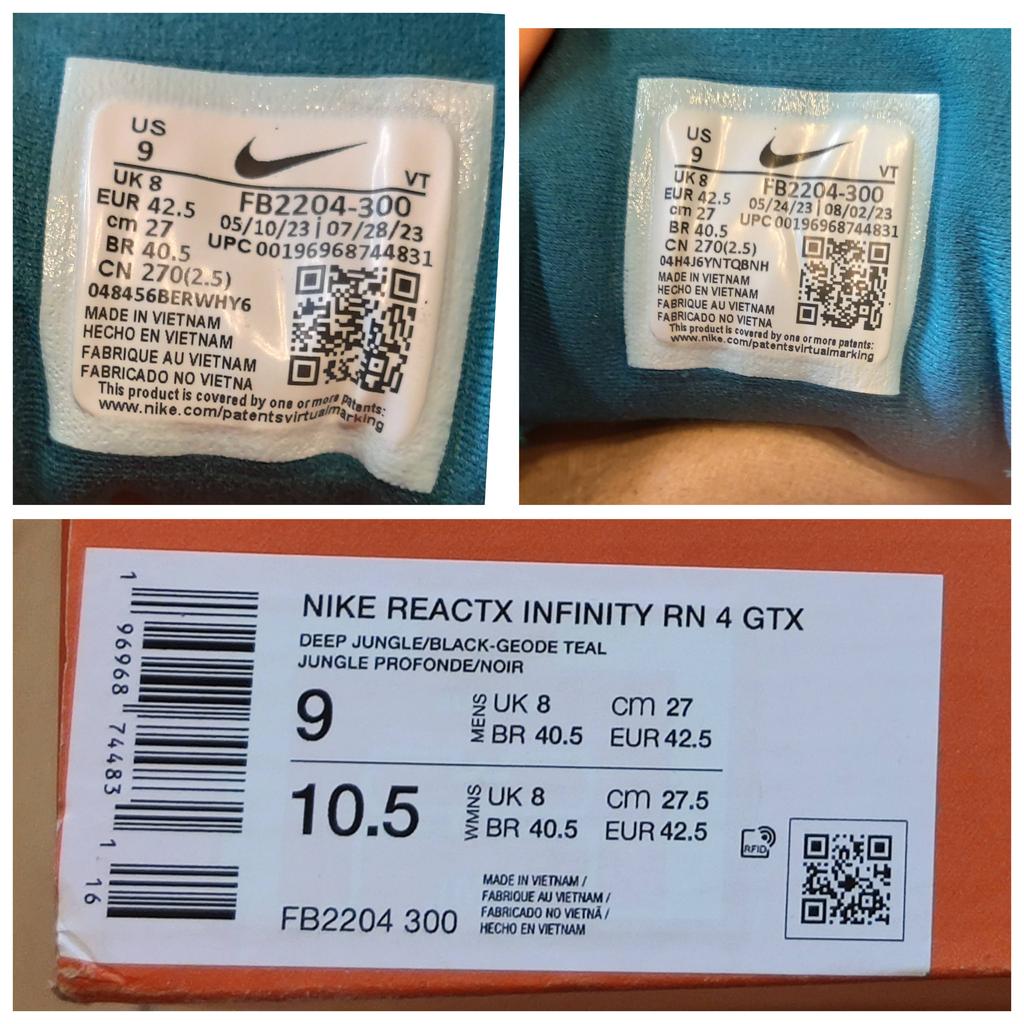 US
9
VT
UK 8
FB2204-300
EUR 42.5
05/10/23 | 07/28/23
cm 27
UPC 00196968744831
BR 40.5
CN 270(2.5)
048456BERWHY6
MADE IN VIETNAM
HECHO EN VIETNAM
FABRIQUE AU VIETNAM
FABRICADO NO VIETNA
This product is covered by one or more patents:
www.nike.com/patentsvirtualmarking
US
9
VT
UK 8
FB2204-300
EUR 42.5
05/24/23 | 08/02/23
cm 27
UPC 00196968744831
BR 40.5
CN 270(2.5)
04H4J6YNTQBNH
MADE IN VIETNAM
HECHO EN VIETNAM
FABRIQUE AU VIETNAM
FABRICADO NO VIETNA
This product is covered by one or more patents:
www.nike.com/patentsvirtualmarking
1 96968 74483 1 16
NIKE REACTX INFINITY RN 4 GTX
DEEP JUNGLE/BLACK-GEODE TEAL
JUNGLE PROFONDE/NOIR
9 MENS UK 8 cm 27
BR 40.5 EUR 42.5
10.5 WMNS UK 8 cm 27.5
BR 40.5 EUR 42.5
RFID
FB2204 300
MADE IN VIETNAM /
FABRIQUE AU VIETNAM /
FABRICADO NO VIETNÃ /
HECHO EN VIETNAM